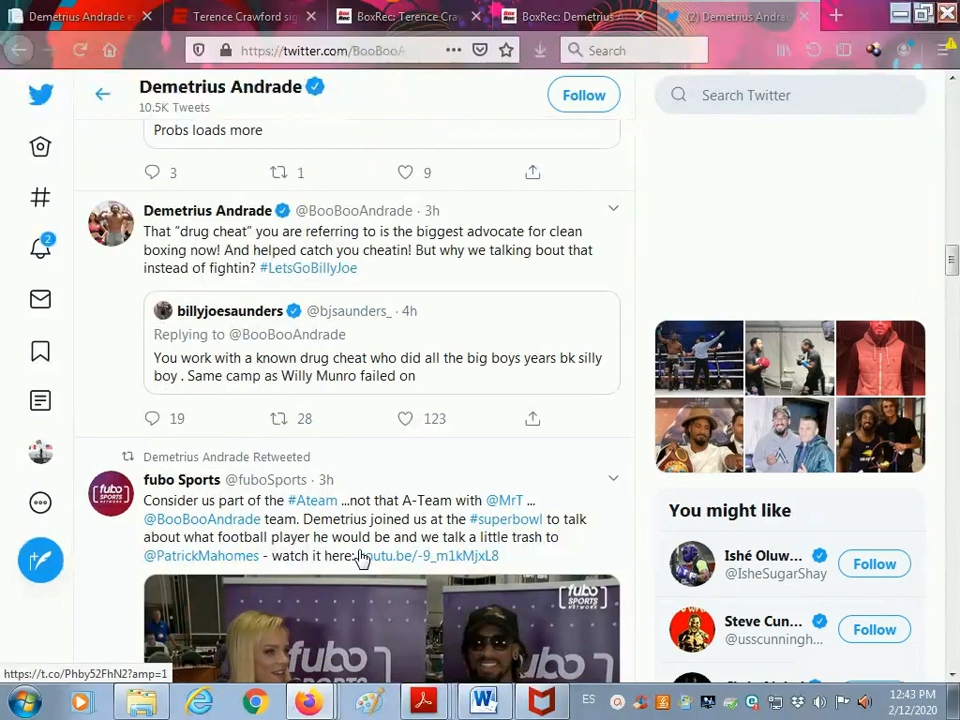 Demetrius Andrade e
Terence Crawford sig
BoxRec: Terence Cra
BoxRec: Demetrius A
(2) Demetrius Andra
https://twitter.com/BooBooA
Search
Demetrius Andrade
10.5K Tweets
Follow
Search Twitter
Probs loads more
3 1 9
Demetrius Andrade @BooBooAndrade · 3h
That “drug cheat” you are referring to is the biggest advocate for clean
boxing now! And helped catch you cheatin! But why we talking bout that
instead of fightin? #LetsGoBillyJoe
billyjoesaunders @bjsaunders_ · 4h
Replying to @BooBooAndrade
You work with a known drug cheat who did all the big boys years bk silly
boy . Same camp as Willy Munro failed on
19 28 123
Demetrius Andrade Retweeted
fubo Sports @fuboSports · 3h
Consider us part of the #Ateam ...not that A-Team with @MrT ...
@BooBooAndrade team. Demetrius joined us at the #superbowl to talk
about what football player he would be and we talk a little trash to
@PatrickMahomes - watch it here: youtu.be/-9_m1kMjxL8
fubo
SPORTS
NETWORK
fubo
ubo
You might like
Ishé Oluw...
@IsheSugarShay
Follow
Steve Cun...
@usscunningh...
Follow
2
https://t.co/Phby52FhN2?amp=1
ES
12:43 PM
2/12/2020